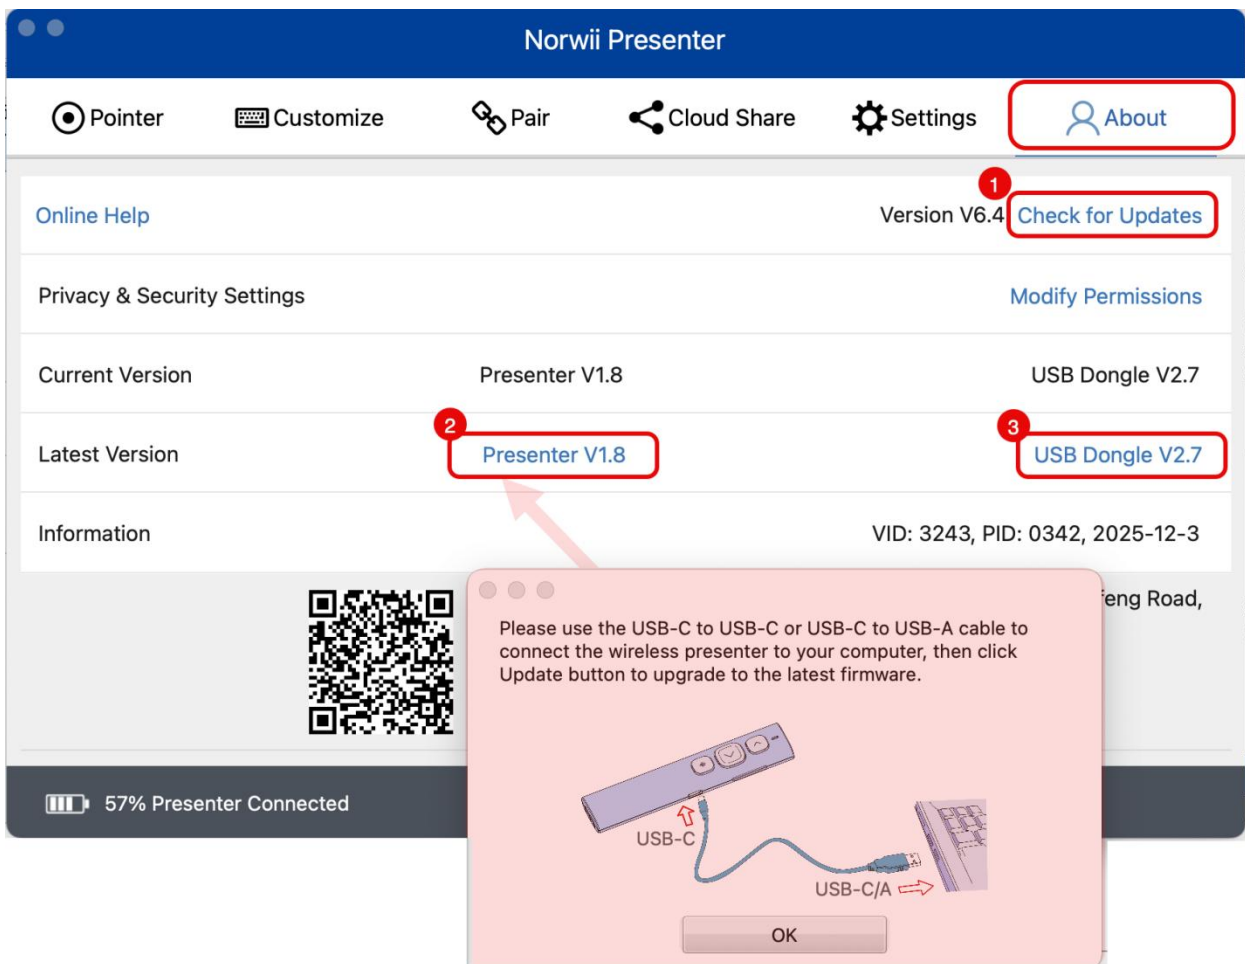 Norwii Presenter
Pointer Customize Pair Cloud Share Settings About
1
Online Help Version V6.4 Check for Updates
Privacy & Security Settings Modify Permissions
Current Version Presenter V1.8 USB Dongle V2.7
2 3
Latest Version Presenter V1.8 USB Dongle V2.7
Information VID: 3243, PID: 0342, 2025-12-3
Road,
Please use the USB-C to USB-C or USB-C to USB-A cable to
connect the wireless presenter to your computer, then click
Update button to upgrade to the latest firmware.
57% Presenter Connected
USB-C
USB-C/A
OK